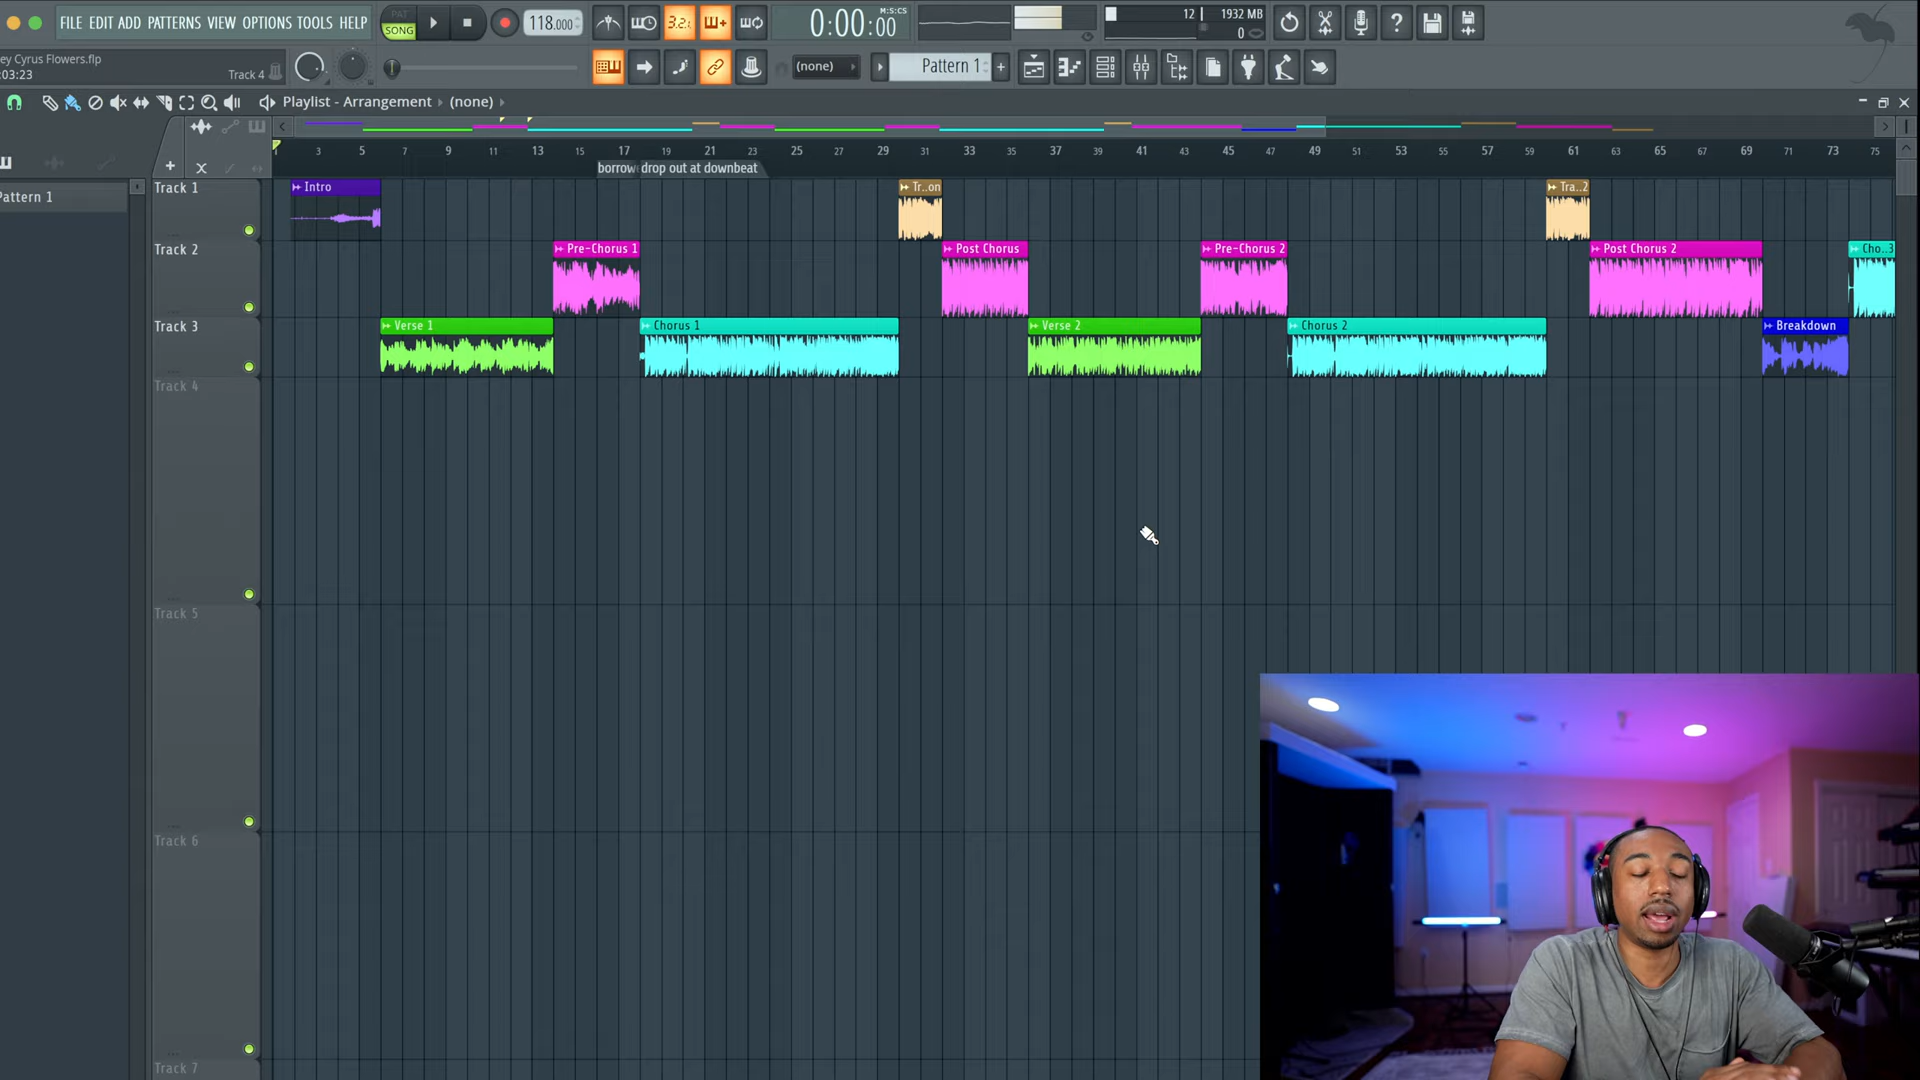 FILE EDIT ADD PATTERNS VIEW OPTIONS TOOLS HELP
PAT
SONG
118.000
3.2.
0:00:00
M:S:CS
12
1932 MB
0
ey Cyrus Flowers.flp
:03:23
Track 4
(none)
Pattern 1
+
Playlist - Arrangement
(none)
1 3 5 7 9 11 13 15 17 19 21 23 25 27 29 31 33 35 37 39 41 43 45 47 49 51 53 55 57 59 61 63 65 67 69 71 73 75
borrow
drop out at downbeat
Pattern 1
Track 1
Intro
Tr..on
Tra..2
Track 2
Pre-Chorus 1
Post Chorus
Pre-Chorus 2
Post Chorus 2
Cho..3
Track 3
Verse 1
Chorus 1
Verse 2
Chorus 2
Breakdown
Track 4
Track 5
Track 6
Track 7